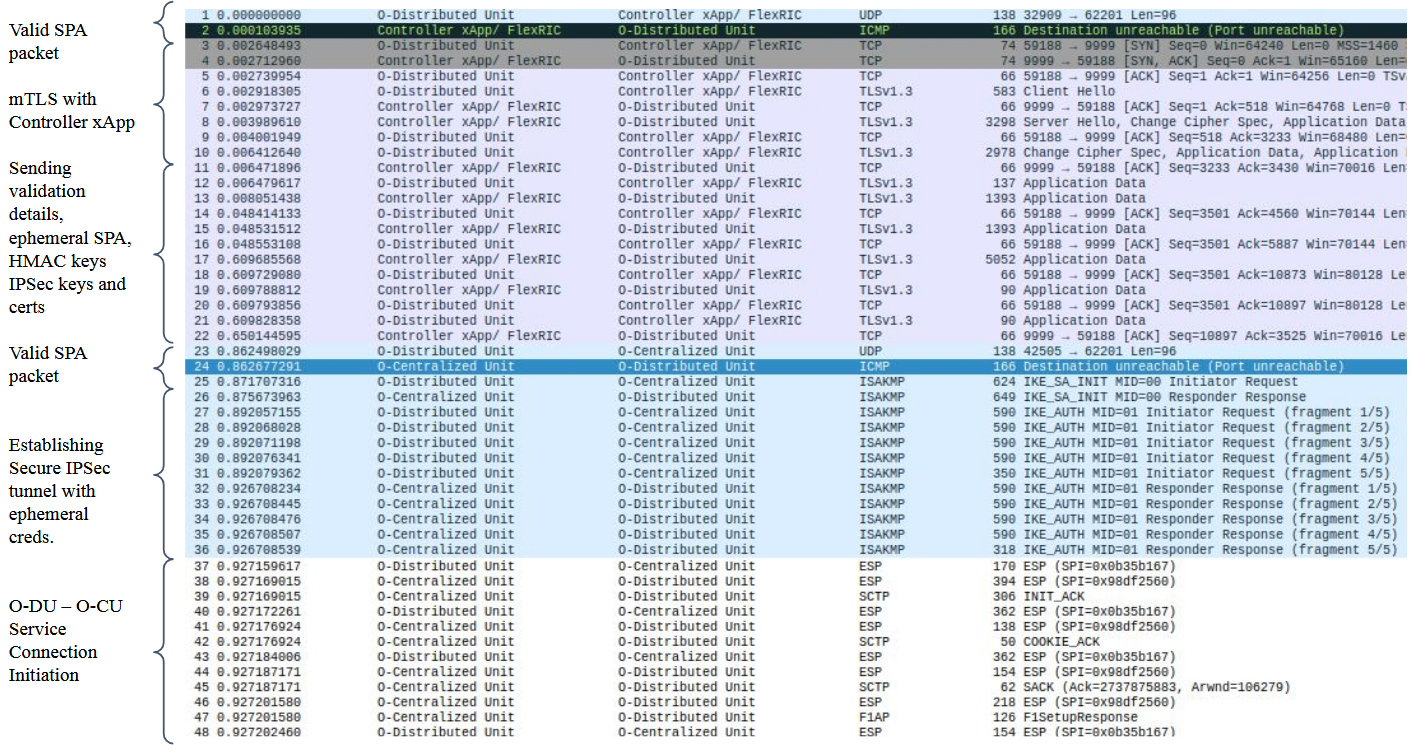 Valid SPA
packet
mTLS with
Controller xApp
Sending
validation
details,
ephemeral SPA,
HMAC keys
IPSec keys and
certs
Valid SPA
packet
Establishing
Secure IPSec
tunnel with
ephemeral
creds.
O-DU – O-CU
Service
Connection
Initiation
1 0.000000000 O-Distributed Unit Controller xApp/ FlexRIC UDP 138 32909 → 62201 Len=96
2 0.000103935 Controller xApp/ FlexRIC O-Distributed Unit ICMP 166 Destination unreachable (Port unreachable)
3 0.002648493 O-Distributed Unit Controller xApp/ FlexRIC TCP 74 59188 → 9999 [SYN] Seq=0 Win=64240 Len=0 MSS=1460
4 0.002712960 Controller xApp/ FlexRIC O-Distributed Unit TCP 74 9999 → 59188 [SYN, ACK] Seq=0 Ack=1 Win=65160 Len=
5 0.002739954 O-Distributed Unit Controller xApp/ FlexRIC TCP 66 59188 → 9999 [ACK] Seq=1 Ack=1 Win=64256 Len=0 TSv
6 0.002918305 O-Distributed Unit Controller xApp/ FlexRIC TLSv1.3 583 Client Hello
7 0.002973727 Controller xApp/ FlexRIC O-Distributed Unit TCP 66 9999 → 59188 [ACK] Seq=1 Ack=518 Win=64768 Len=0 T
8 0.003989610 Controller xApp/ FlexRIC O-Distributed Unit TLSv1.3 3298 Server Hello, Change Cipher Spec, Application Data
9 0.004001949 O-Distributed Unit Controller xApp/ FlexRIC TCP 66 59188 → 9999 [ACK] Seq=518 Ack=3233 Win=68480 Len=
10 0.006412640 O-Distributed Unit Controller xApp/ FlexRIC TLSv1.3 2978 Change Cipher Spec, Application Data, Application
11 0.006471896 Controller xApp/ FlexRIC O-Distributed Unit TCP 66 9999 → 59188 [ACK] Seq=3233 Ack=3430 Win=70016 Len
12 0.006479617 O-Distributed Unit Controller xApp/ FlexRIC TLSv1.3 137 Application Data
13 0.008051438 Controller xApp/ FlexRIC O-Distributed Unit TLSv1.3 1393 Application Data
14 0.048414133 O-Distributed Unit Controller xApp/ FlexRIC TCP 66 59188 → 9999 [ACK] Seq=3501 Ack=4560 Win=70144 Len
15 0.048531512 Controller xApp/ FlexRIC O-Distributed Unit TLSv1.3 1393 Application Data
16 0.048553108 O-Distributed Unit Controller xApp/ FlexRIC TCP 66 59188 → 9999 [ACK] Seq=3501 Ack=5887 Win=70144 Len
17 0.609685568 Controller xApp/ FlexRIC O-Distributed Unit TLSv1.3 5052 Application Data
18 0.609729080 O-Distributed Unit Controller xApp/ FlexRIC TCP 66 59188 → 9999 [ACK] Seq=3501 Ack=10873 Win=80128 Len
19 0.609788812 Controller xApp/ FlexRIC O-Distributed Unit TLSv1.3 90 Application Data
20 0.609793856 O-Distributed Unit Controller xApp/ FlexRIC TCP 66 59188 → 9999 [ACK] Seq=3501 Ack=10897 Win=80128 Len
21 0.609828358 O-Distributed Unit Controller xApp/ FlexRIC TLSv1.3 90 Application Data
22 0.650144595 Controller xApp/ FlexRIC O-Distributed Unit TCP 66 9999 → 59188 [ACK] Seq=10897 Ack=3525 Win=70016 Le
23 0.862498029 O-Distributed Unit O-Centralized Unit UDP 138 42505 → 62201 Len=96
24 0.862677291 O-Centralized Unit O-Distributed Unit ICMP 166 Destination unreachable (Port unreachable)
25 0.871707316 O-Distributed Unit O-Centralized Unit ISAKMP 624 IKE_SA_INIT MID=00 Initiator Request
26 0.875673963 O-Centralized Unit O-Distributed Unit ISAKMP 649 IKE_SA_INIT MID=00 Responder Response
27 0.892057155 O-Distributed Unit O-Centralized Unit ISAKMP 590 IKE_AUTH MID=01 Initiator Request (fragment 1/5)
28 0.892068028 O-Distributed Unit O-Centralized Unit ISAKMP 590 IKE_AUTH MID=01 Initiator Request (fragment 2/5)
29 0.892071198 O-Distributed Unit O-Centralized Unit ISAKMP 590 IKE_AUTH MID=01 Initiator Request (fragment 3/5)
30 0.892076341 O-Distributed Unit O-Centralized Unit ISAKMP 590 IKE_AUTH MID=01 Initiator Request (fragment 4/5)
31 0.892079362 O-Distributed Unit O-Centralized Unit ISAKMP 350 IKE_AUTH MID=01 Initiator Request (fragment 5/5)
32 0.926708234 O-Centralized Unit O-Distributed Unit ISAKMP 590 IKE_AUTH MID=01 Responder Response (fragment 1/5)
33 0.926708445 O-Centralized Unit O-Distributed Unit ISAKMP 590 IKE_AUTH MID=01 Responder Response (fragment 2/5)
34 0.926708476 O-Centralized Unit O-Distributed Unit ISAKMP 590 IKE_AUTH MID=01 Responder Response (fragment 3/5)
35 0.926708507 O-Centralized Unit O-Distributed Unit ISAKMP 590 IKE_AUTH MID=01 Responder Response (fragment 4/5)
36 0.926708539 O-Centralized Unit O-Distributed Unit ISAKMP 318 IKE_AUTH MID=01 Responder Response (fragment 5/5)
37 0.927159617 O-Distributed Unit O-Centralized Unit ESP 170 ESP (SPI=0x0b35b167)
38 0.927169015 O-Centralized Unit O-Distributed Unit ESP 394 ESP (SPI=0x98df2560)
39 0.927169015 O-Centralized Unit O-Distributed Unit SCTP 306 INIT_ACK
40 0.927172261 O-Distributed Unit O-Centralized Unit ESP 362 ESP (SPI=0x0b35b167)
41 0.927176924 O-Centralized Unit O-Distributed Unit ESP 138 ESP (SPI=0x98df2560)
42 0.927176924 O-Centralized Unit O-Distributed Unit SCTP 50 COOKIE_ACK
43 0.927184006 O-Distributed Unit O-Centralized Unit ESP 362 ESP (SPI=0x0b35b167)
44 0.927187171 O-Centralized Unit O-Distributed Unit ESP 154 ESP (SPI=0x98df2560)
45 0.927187171 O-Centralized Unit O-Distributed Unit SCTP 62 SACK (Ack=2737875883, Arwnd=106279)
46 0.927201580 O-Centralized Unit O-Distributed Unit ESP 218 ESP (SPI=0x98df2560)
47 0.927201580 O-Centralized Unit O-Distributed Unit F1AP 126 F1SetupResponse
48 0.927202460 O-Distributed Unit O-Centralized Unit ESP 154 ESP (SPI=0x0b35b167)